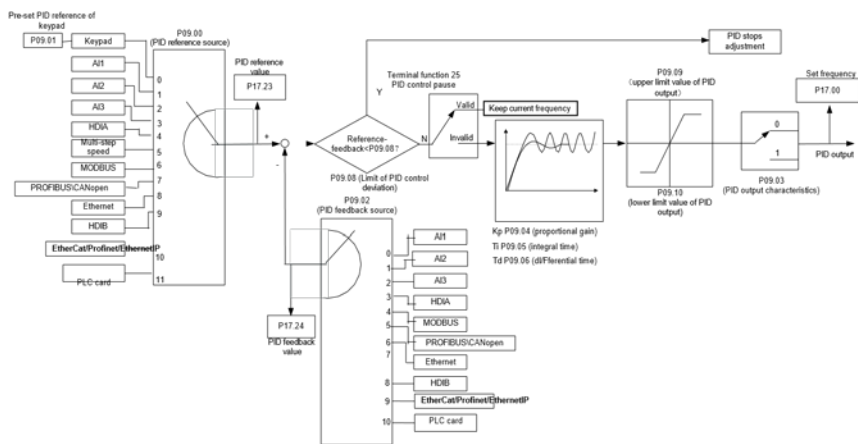 Pre-set PID reference of
keypad
P09.01
Keypad
AI1
AI2
AI3
HDIA
Multi-step
speed
MODBUS
PROFIBUS\CANopen
Ethernet
HDIB
EtherCat/Profinet/EthernetIP
PLC card
P09.00
(PID reference source)
0
1
2
3
4
5
6
7
8
9
10
11
PID reference
value
P17.23
+
-
P17.24
PID feedback
value
Y
Reference-
feedback<P09.08?
N
P09.08 (Limit of PID control
deviation)
P09.02
(PID feedback source)
0
1
2
3
4
5
6
7
8
9
10
AI1
AI2
AI3
HDIA
MODBUS
PROFIBUS\CANopen
Ethernet
HDIB
EtherCat/Profinet/EthernetIP
PLC card
Terminal function 25
PID control pause
Valid
Invalid
Keep current frequency
PID stops
adjustment
Kp P09.04 (proportional gain)
Ti P09.05 (integral time)
Td P09.06 (dI/Fferential time)
P09.09
(upper limit value of PID
output)
P09.10
(lower limit value of PID
output)
0
1
P09.03
(PID output characteristics)
Set frequency
P17.00
PID output